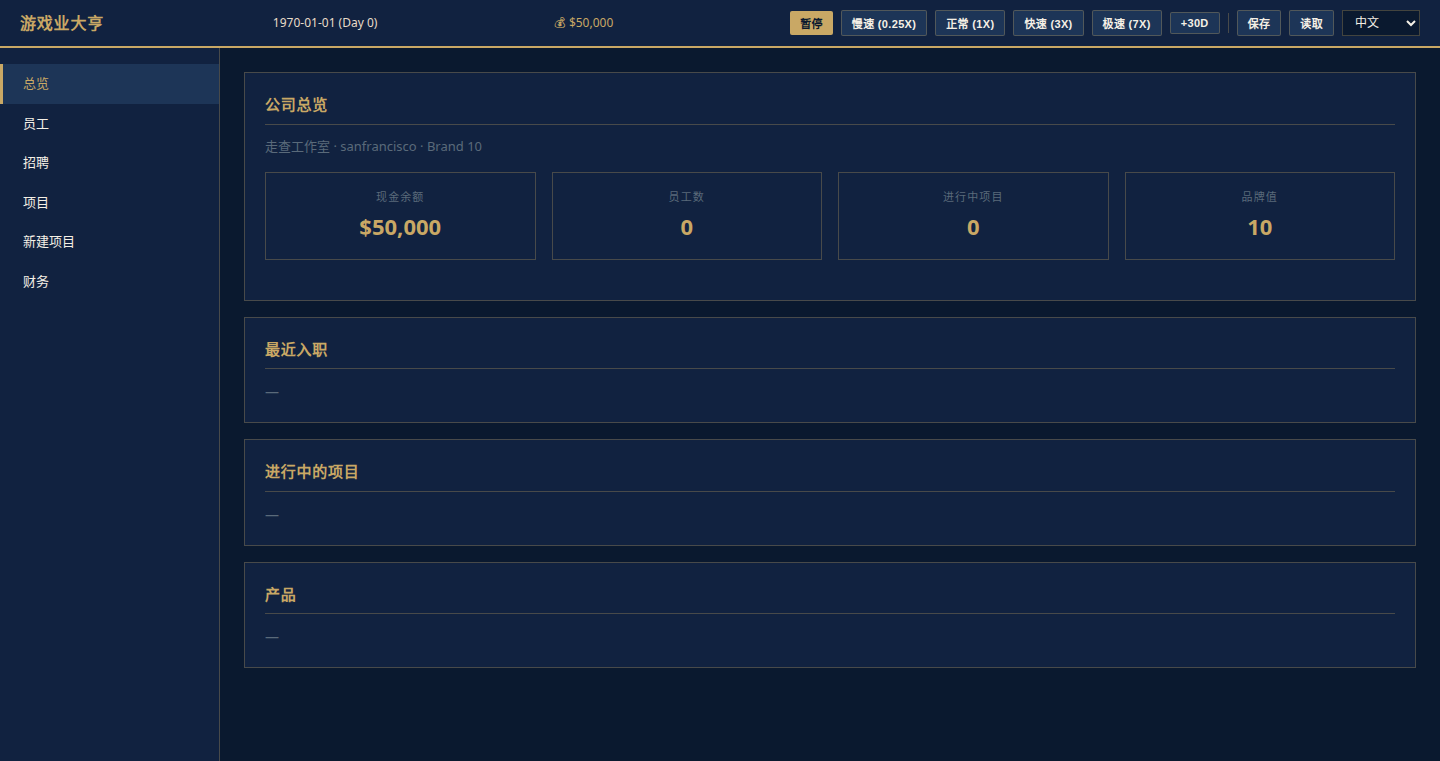 游戏业大亨
1970-01-01 (Day 0)
💰 $50,000
暂停
慢速 (0.25X)
正常 (1X)
快速 (3X)
极速 (7X)
+30D
保存
读取
中文
总览
员工
招聘
项目
新建项目
财务
公司总览
走查工作室 · sanfrancisco · Brand 10
现金余额
$50,000
员工数
0
进行中项目
0
品牌值
10
最近入职
—
进行中的项目
—
产品
—